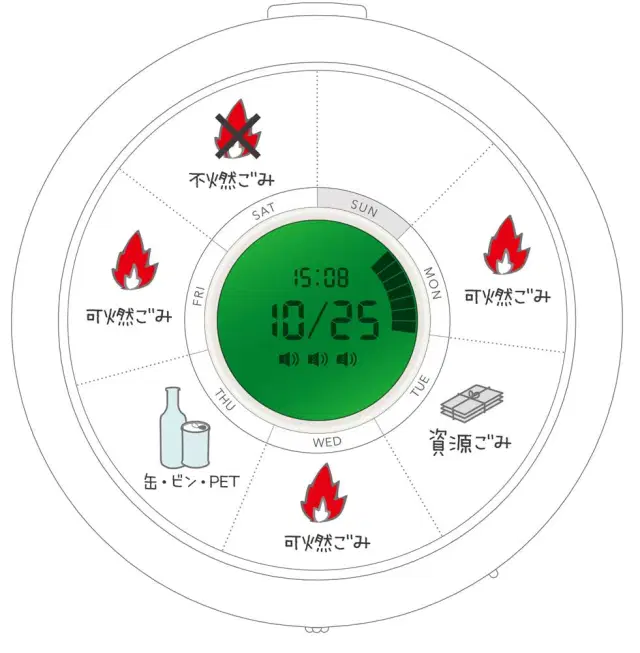 不燃ごみ
SAT
SUN
可燃ごみ
FRI
MON
可燃ごみ
15:08
10/25
THU
TUE
WED
缶・ビン・PET
資源ごみ
可燃ごみ